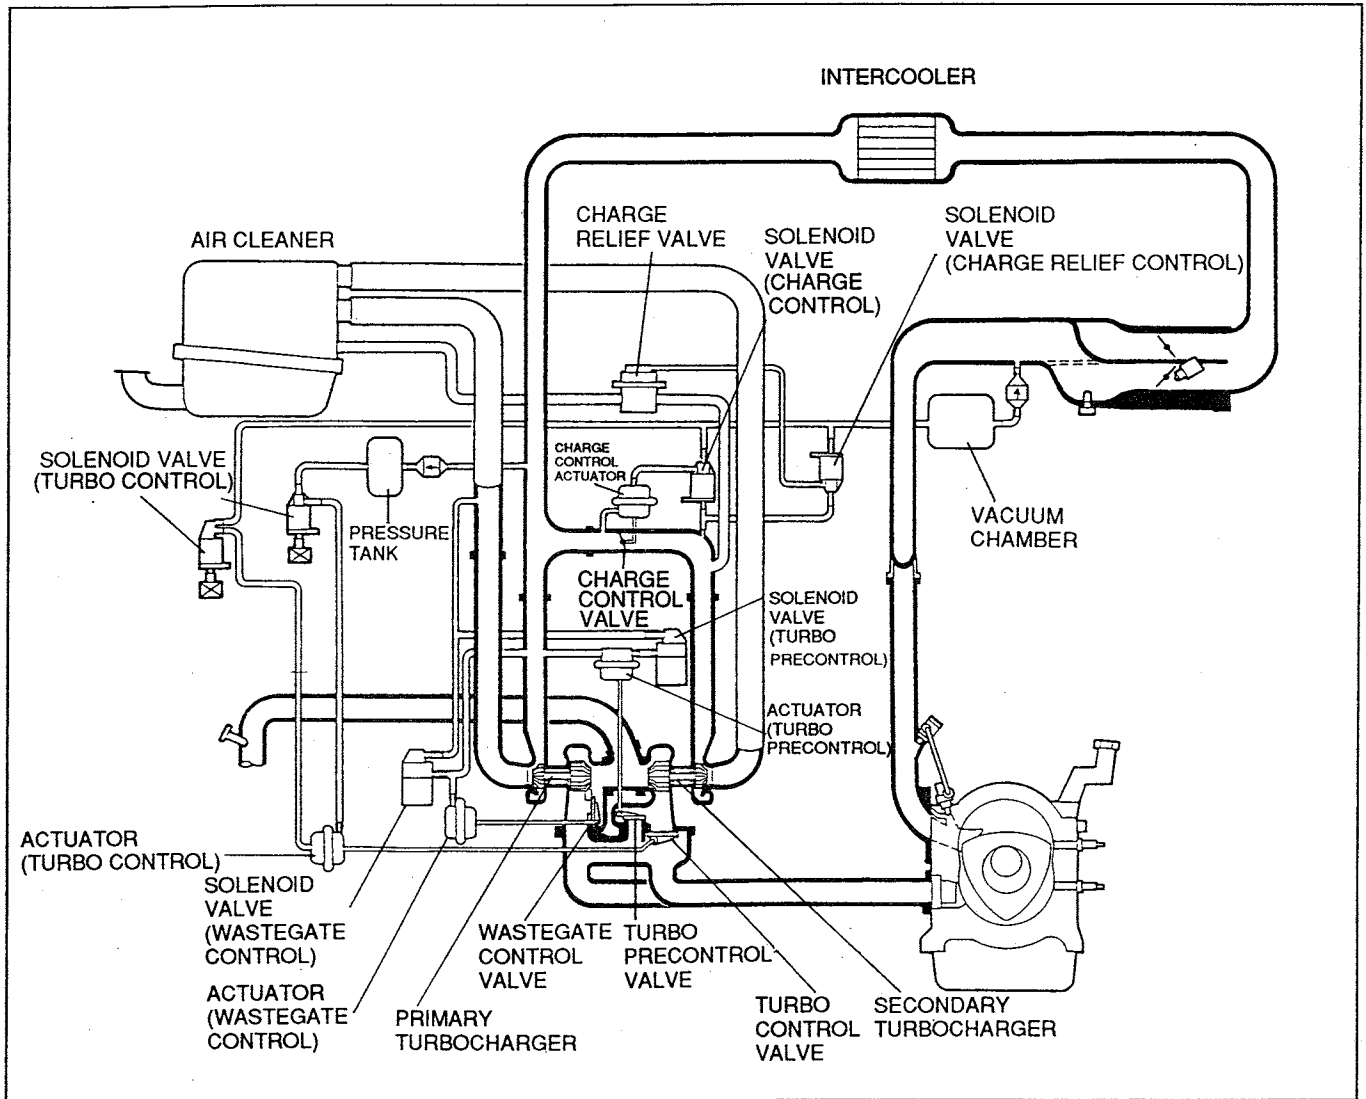 INTERCOOLER
CHARGE
RELIEF VALVE
SOLENOID
VALVE
(CHARGE
CONTROL)
SOLENOID
VALVE
(CHARGE RELIEF CONTROL)
AIR CLEANER
SOLENOID VALVE
(TURBO CONTROL)
CHARGE
CONTROL
ACTUATOR
PRESSURE
TANK
VACUUM
CHAMBER
CHARGE
CONTROL
VALVE
SOLENOID
VALVE
(TURBO
PRECONTROL)
ACTUATOR
(TURBO
PRECONTROL)
ACTUATOR
(TURBO CONTROL)
SOLENOID
VALVE
(WASTEGATE
CONTROL)
ACTUATOR
(WASTEGATE
CONTROL)
PRIMARY
TURBOCHARGER
WASTEGATE
CONTROL
VALVE
TURBO
PRECONTROL
VALVE
TURBO
CONTROL
VALVE
SECONDARY
TURBOCHARGER